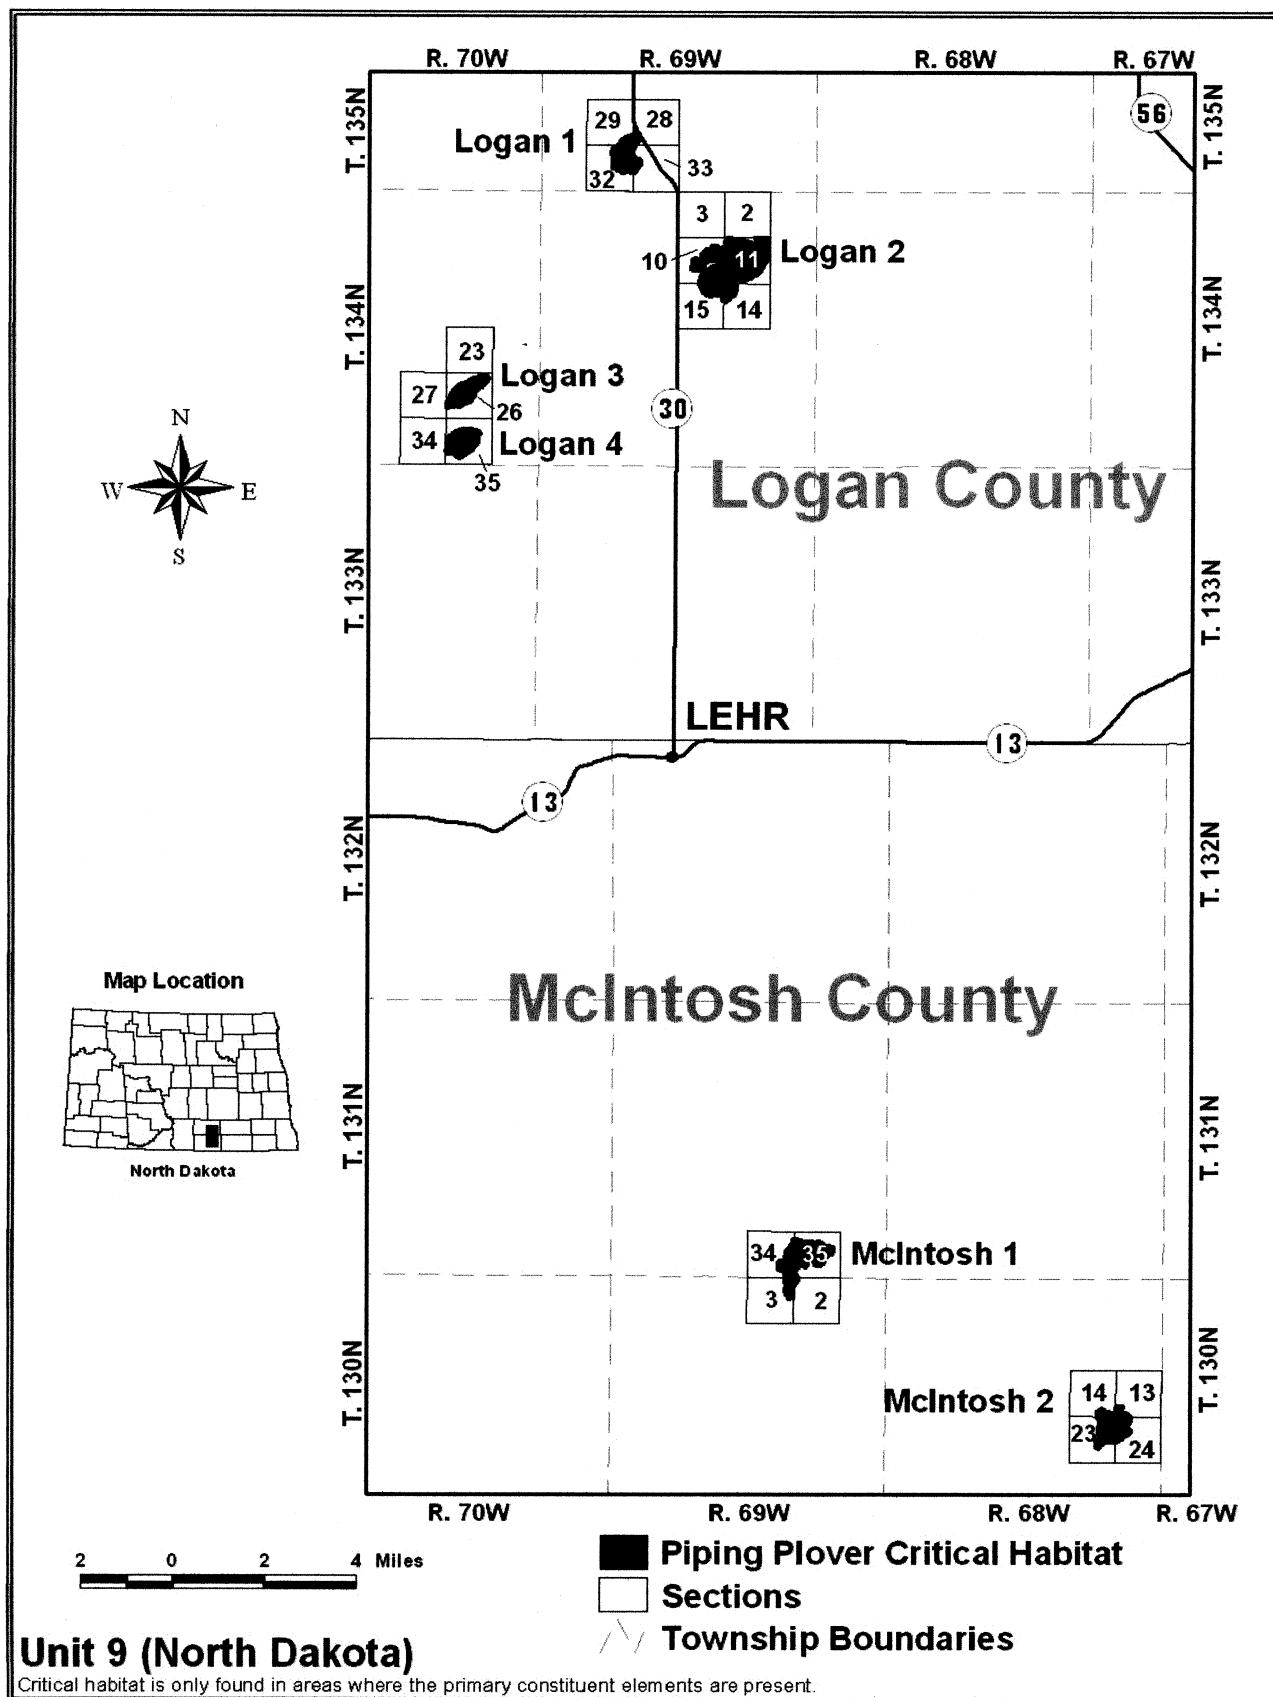 R. 70W R. 69W R. 68W R. 67W
T. 135N
T. 135N
56
29 28
Logan 1
33
32
3 2
10 11 Logan 2
15 14
T. 134N
T. 134N
23
Logan 3
27
26
30
34 Logan 4
35
N
W E
S
Logan County
T. 133N
T. 133N
LEHR
13
13
T. 132N
T. 132N
Map Location
McIntosh County
North Dakota
T. 131N
T. 131N
34 35 McIntosh 1
3 2
T. 130N
T. 130N
14 13
McIntosh 2
23
24
R. 70W R. 69W R. 68W R. 67W
2 0 2 4 Miles
Piping Plover Critical Habitat
Sections
Township Boundaries
Unit 9 (North Dakota)
Critical habitat is only found in areas where the primary constituent elements are present.